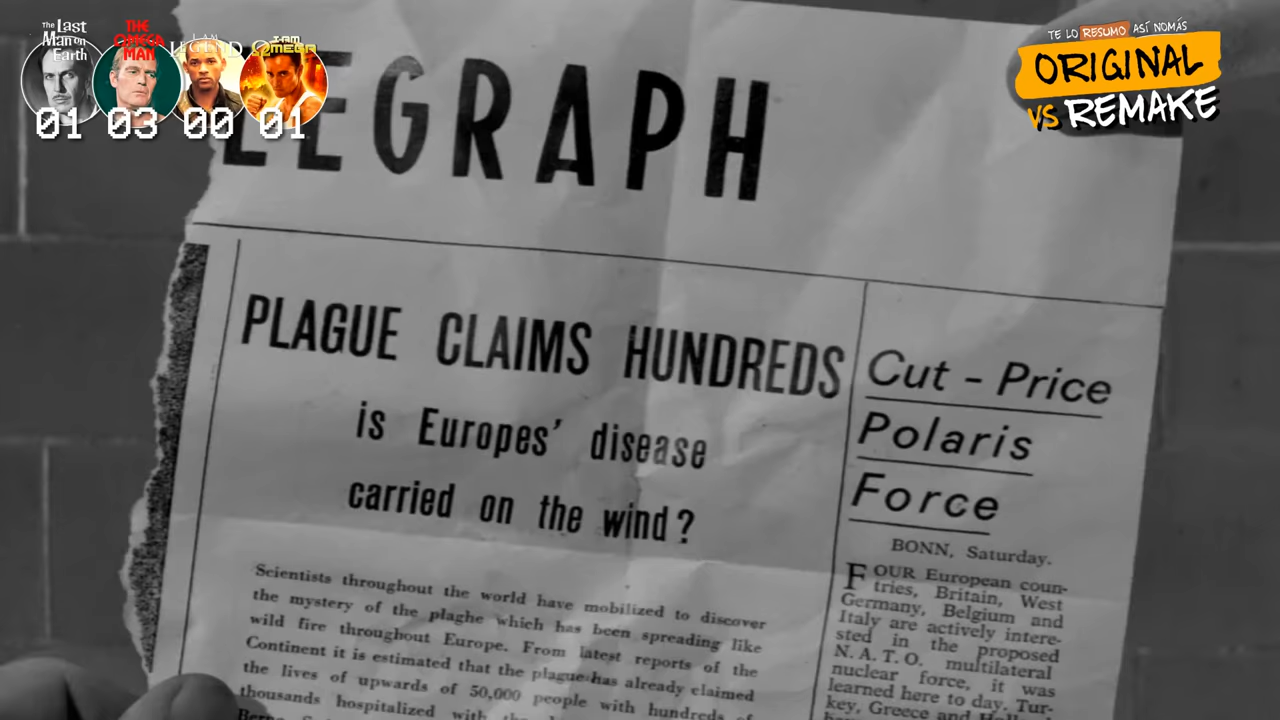 The Last
Man on
Earth
THE
OMEGA
MAN
I AM
LEGEND
I AM
OMEGA
01 03 00 01
TE LO RESUMO ASÍ NOMÁS
ORIGINAL
VS REMAKE
LEGRAPH
PLAGUE CLAIMS HUNDREDS
is Europes' disease
carried on the wind?
Scientists throughout the world have mobilized to discover
the mystery of the plaghe which has been spreading like
wild fire throughout Europe. From latest reports of the
Continent it is estimated that the plague has already claimed
the lives of upwards of 50,000 people with hundreds of
thousands hospitalized with the
Cut - Price
Polaris
Force
BONN, Saturday.
FOUR European coun-
tries, Britain, West
Germany, Belgium and
Italy are actively intere-
sted in the proposed
N.A.T.O. multilateral
nuclear force, it was
learned here to day. Tur-
key, Greece and